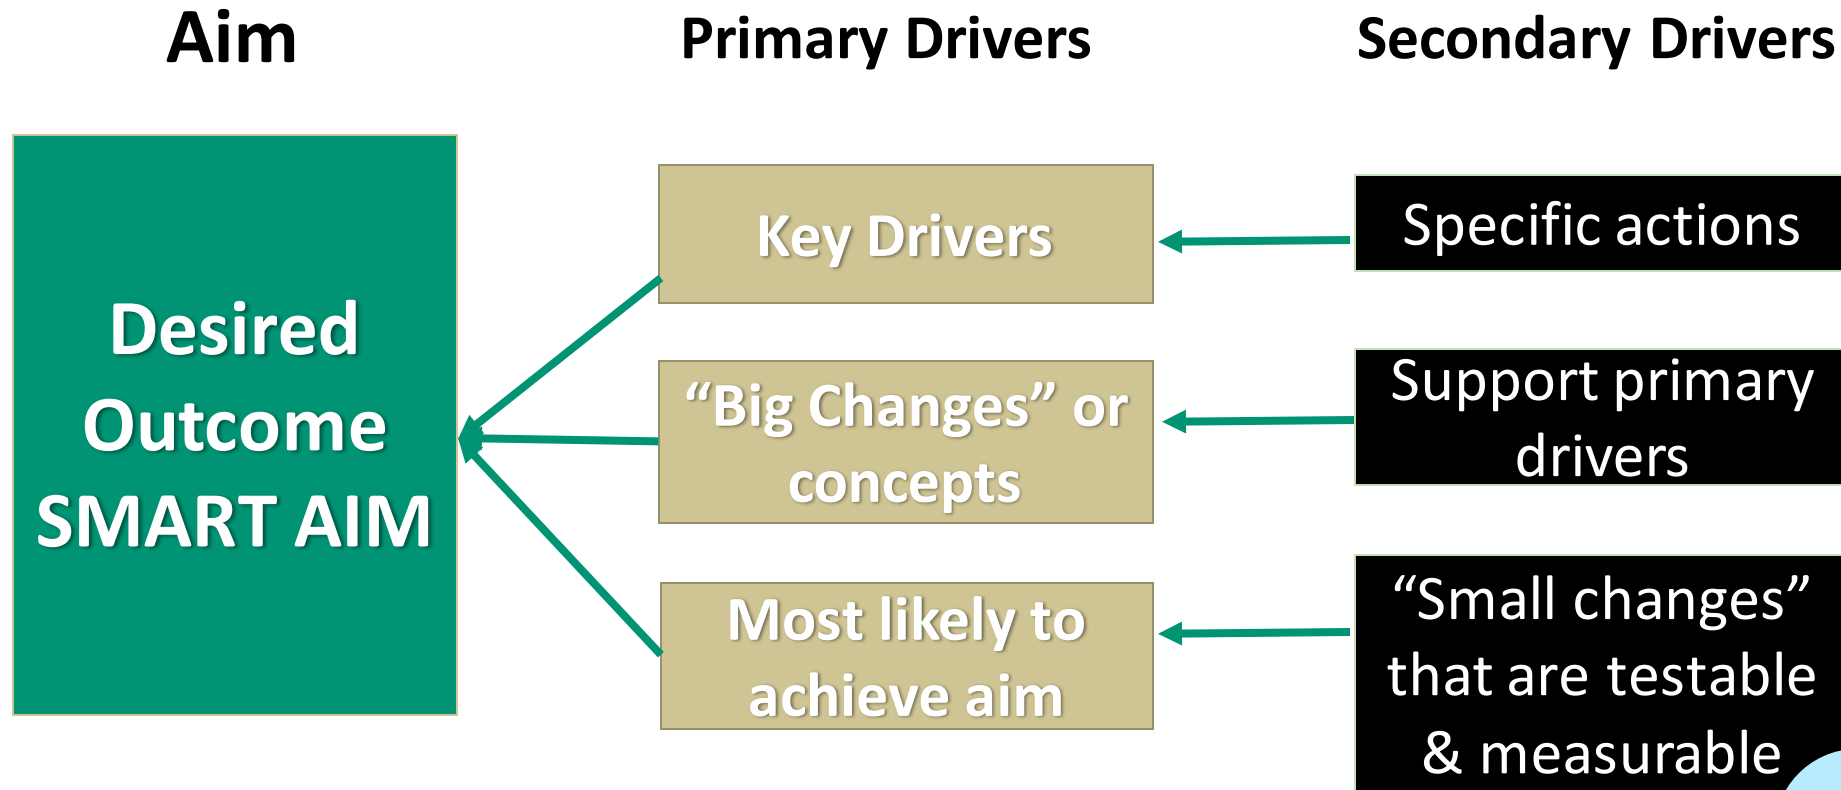 Aim
Primary Drivers
Secondary Drivers
Desired
Outcome
SMART AIM
Key Drivers
“Big Changes” or
concepts
Most likely to
achieve aim
Specific actions
Support primary
drivers
“Small changes”
that are testable
& measurable